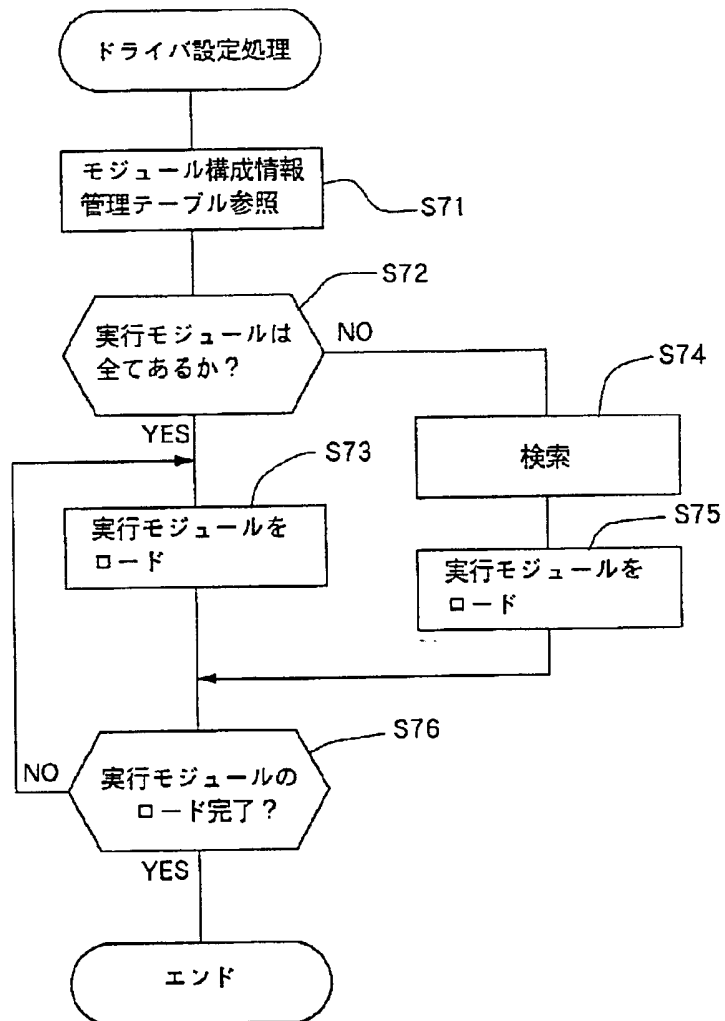 ドライバ設定処理
モジュール構成情報
管理テーブル参照
S71
S72
実行モジュールは
全てあるか?
NO
YES
S74
検索
S73
実行モジュールを
ロード
S75
実行モジュールを
ロード
S76
実行モジュールの
ロード完了?
NO
YES
エンド